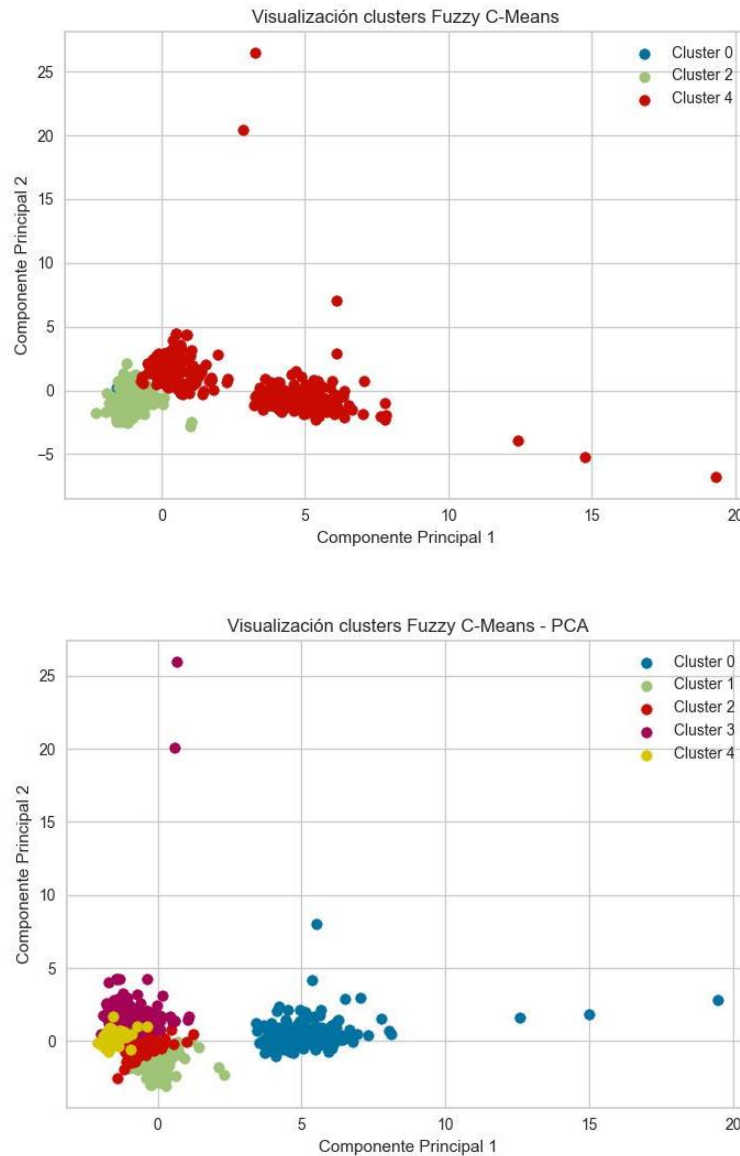 Visualización clusters Fuzzy C-Means
Cluster 0
Cluster 2
Cluster 4
25
20
15
10
5
0
−5
Componente Principal 2
0
5
10
15
20
Componente Principal 1
Visualización clusters Fuzzy C-Means - PCA
Cluster 0
Cluster 1
Cluster 2
Cluster 3
Cluster 4
25
20
15
10
5
0
Componente Principal 2
0
5
10
15
20
Componente Principal 1